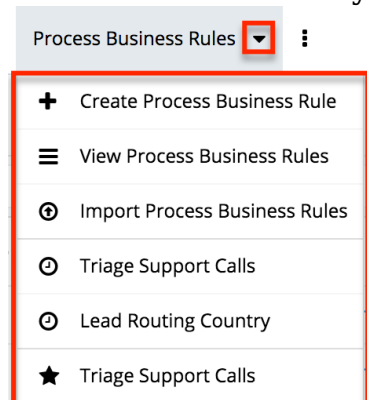 Process Business Rules
Create Process Business Rule
View Process Business Rules
Import Process Business Rules
Triage Support Calls
Lead Routing Country
Triage Support Calls